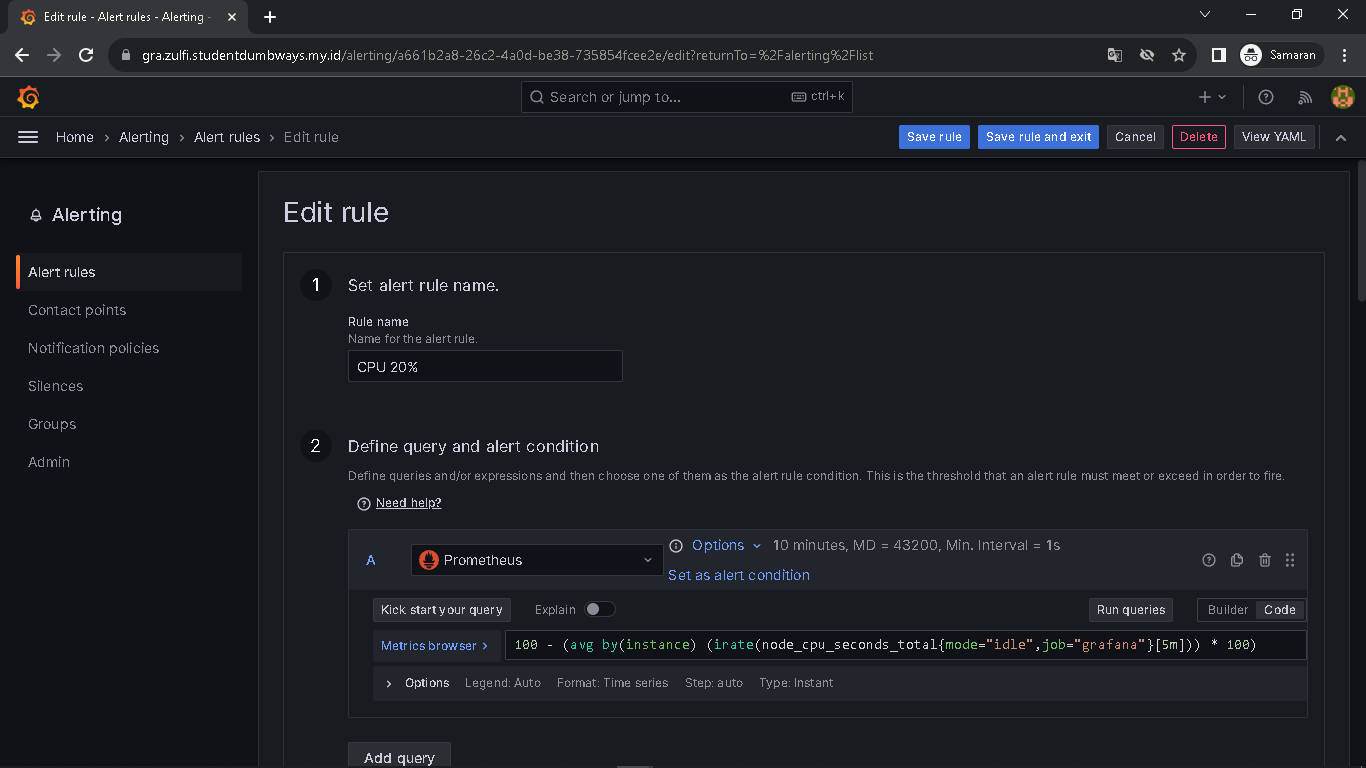 Edit rule - Alert rules - Alerting -
gra.zulfi.studentdumbways.my.id/alerting/a661b2a8-26c2-4a0d-be38-735854fcee2e/edit?returnTo=%2Falerting%2Flist
Samaran
Search or jump to...
ctrl+k
Home
Alerting
Alert rules
Edit rule
Save rule
Save rule and exit
Cancel
Delete
View YAML
Alerting
Alert rules
Contact points
Notification policies
Silences
Groups
Admin
Edit rule
1
Set alert rule name.
Rule name
Name for the alert rule.
CPU 20%
2
Define query and alert condition
Define queries and/or expressions and then choose one of them as the alert rule condition. This is the threshold that an alert rule must meet or exceed in order to fire.
Need help?
A
Prometheus
Options
10 minutes, MD = 43200, Min. Interval = 1s
Set as alert condition
Kick start your query
Explain
Run queries
Builder
Code
Metrics browser >
100 - (avg by(instance) (irate(node_cpu_seconds_total{mode="idle",job="grafana"}[5m])) * 100)
Options
Legend: Auto
Format: Time series
Step: auto
Type: Instant
Add query